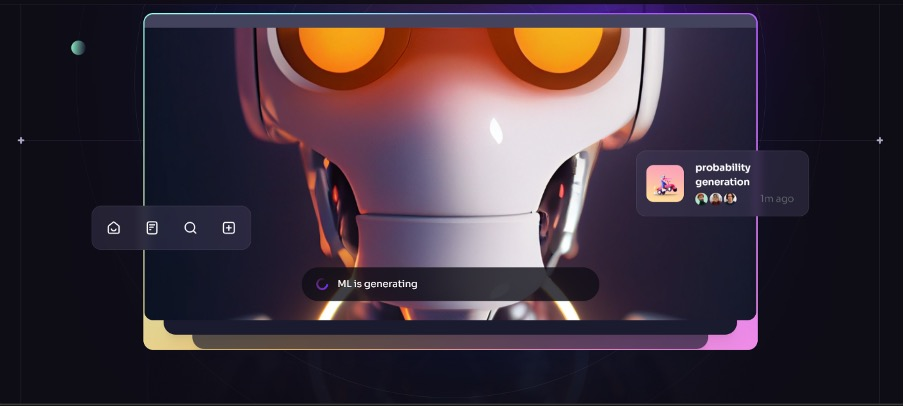 probability
generation
1m ago
ML is generating